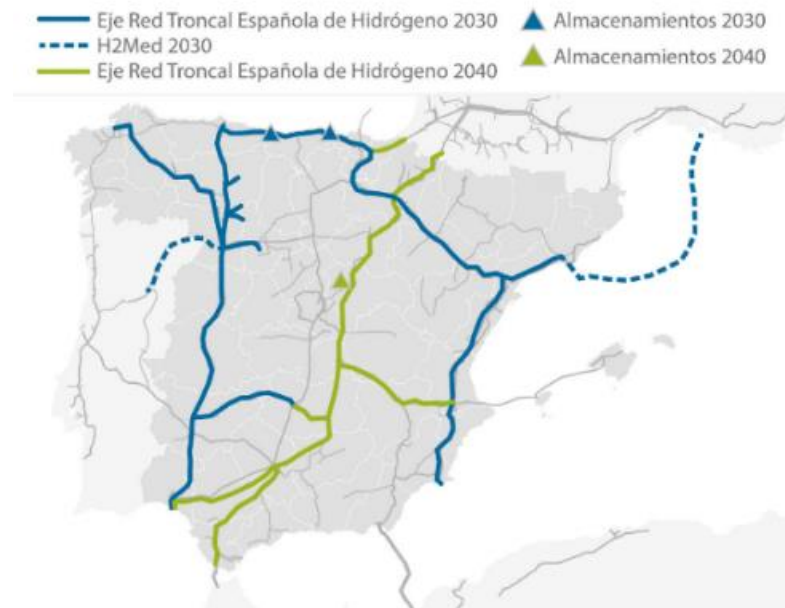 Eje Red Troncal Española de Hidrógeno 2030
H2Med 2030
Eje Red Troncal Española de Hidrógeno 2040
Almacenamientos 2030
Almacenamientos 2040